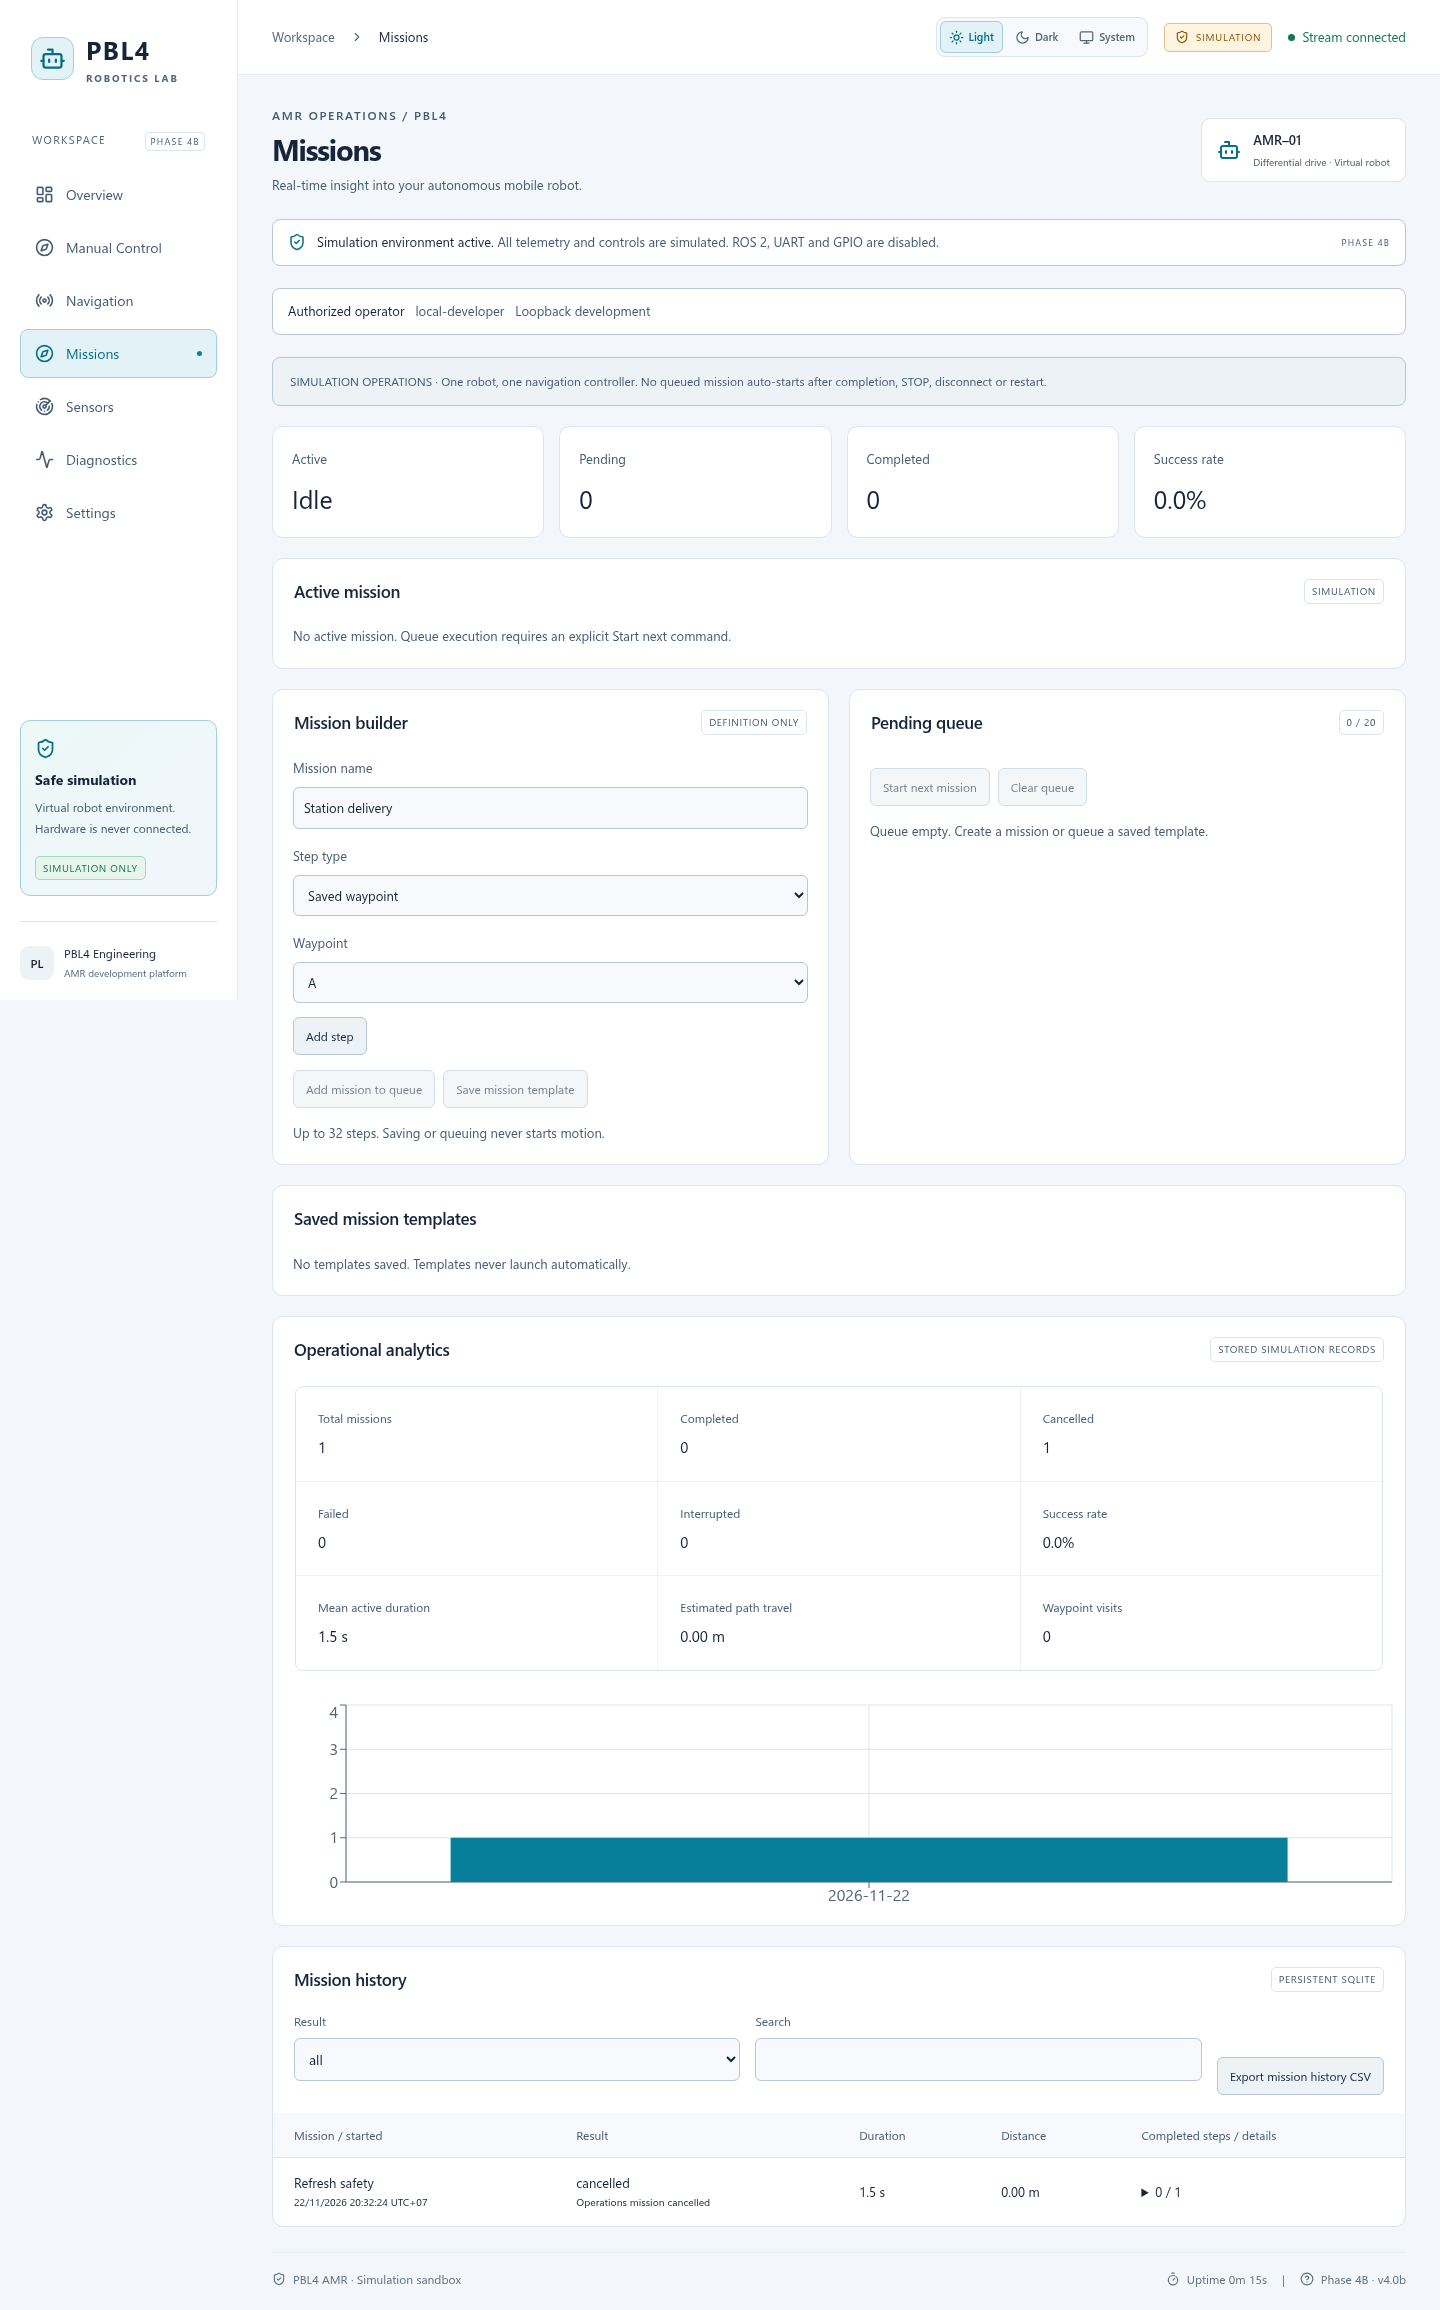 PBL4
ROBOTICS LAB
WORKSPACE
PHASE 4B
Overview
Manual Control
Navigation
Missions
Sensors
Diagnostics
Settings
Safe simulation
Virtual robot environment.
Hardware is never connected.
SIMULATION ONLY
PL
PBL4 Engineering
AMR development platform
Workspace > Missions
Light
Dark
System
SIMULATION
Stream connected
AMR OPERATIONS / PBL4
Missions
Real-time insight into your autonomous mobile robot.
AMR–01
Differential drive · Virtual robot
Simulation environment active. All telemetry and controls are simulated. ROS 2, UART and GPIO are disabled.
PHASE 4B
Authorized operator local-developer Loopback development
SIMULATION OPERATIONS · One robot, one navigation controller. No queued mission auto-starts after completion, STOP, disconnect or restart.
Active
Idle
Pending
0
Completed
0
Success rate
0.0%
Active mission
SIMULATION
No active mission. Queue execution requires an explicit Start next command.
Mission builder
DEFINITION ONLY
Mission name
Station delivery
Step type
Saved waypoint
Waypoint
A
Add step
Add mission to queue
Save mission template
Up to 32 steps. Saving or queuing never starts motion.
Pending queue
0 / 20
Start next mission
Clear queue
Queue empty. Create a mission or queue a saved template.
Saved mission templates
No templates saved. Templates never launch automatically.
Operational analytics
STORED SIMULATION RECORDS
Total missions
1
Completed
0
Cancelled
1
Failed
0
Interrupted
0
Success rate
0.0%
Mean active duration
1.5 s
Estimated path travel
0.00 m
Waypoint visits
0
4
3
2
1
0
2026-11-22
Mission history
PERSISTENT SQLITE
Result
all
Search
Export mission history CSV
Mission / started
Result
Duration
Distance
Completed steps / details
Refresh safety
22/11/2026 20:32:24 UTC+07
cancelled
Operations mission cancelled
1.5 s
0.00 m
0 / 1
PBL4 AMR · Simulation sandbox
Uptime 0m 15s | Phase 4B · v4.0b